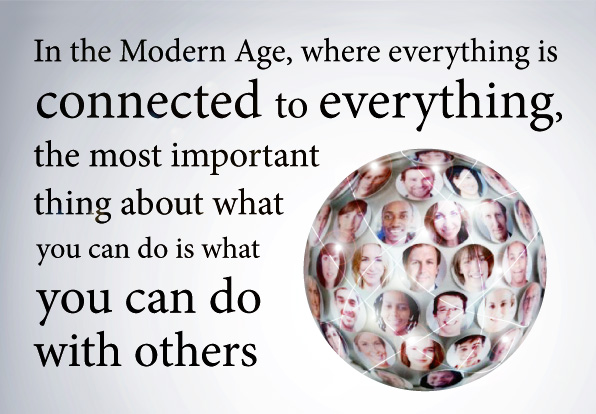 In the Modern Age, where everything is
connected to everything,
the most important
thing about what
you can do is what
you can do
with others